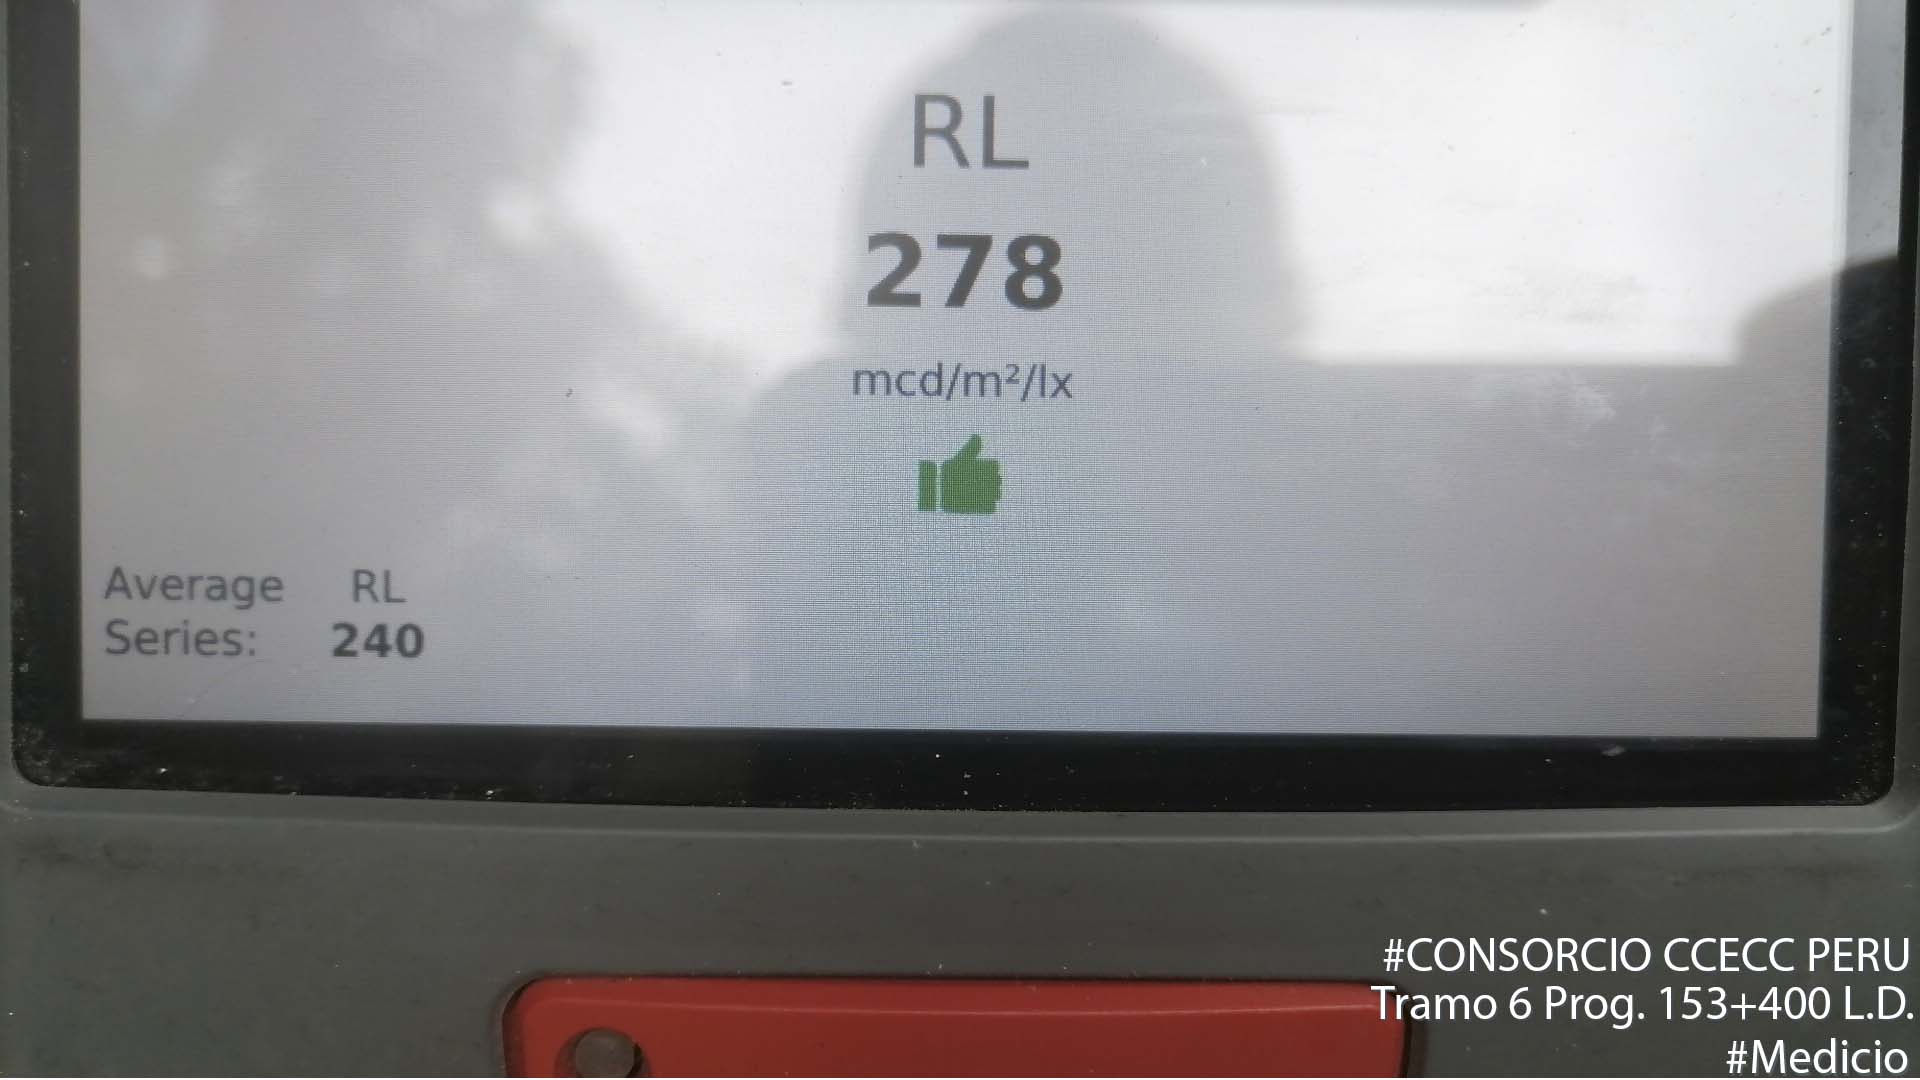 RL
278
mcd/m²/lx
Average RL
Series: 240
#CONSORCIO CCECC PERU
Tramo 6 Prog. 153+400 L.D.
#Medicio